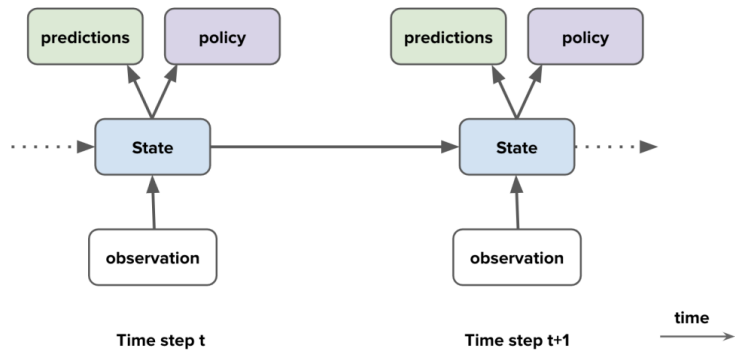 predictions
policy
predictions
policy
State
State
observation
observation
time
Time step t
Time step t+1